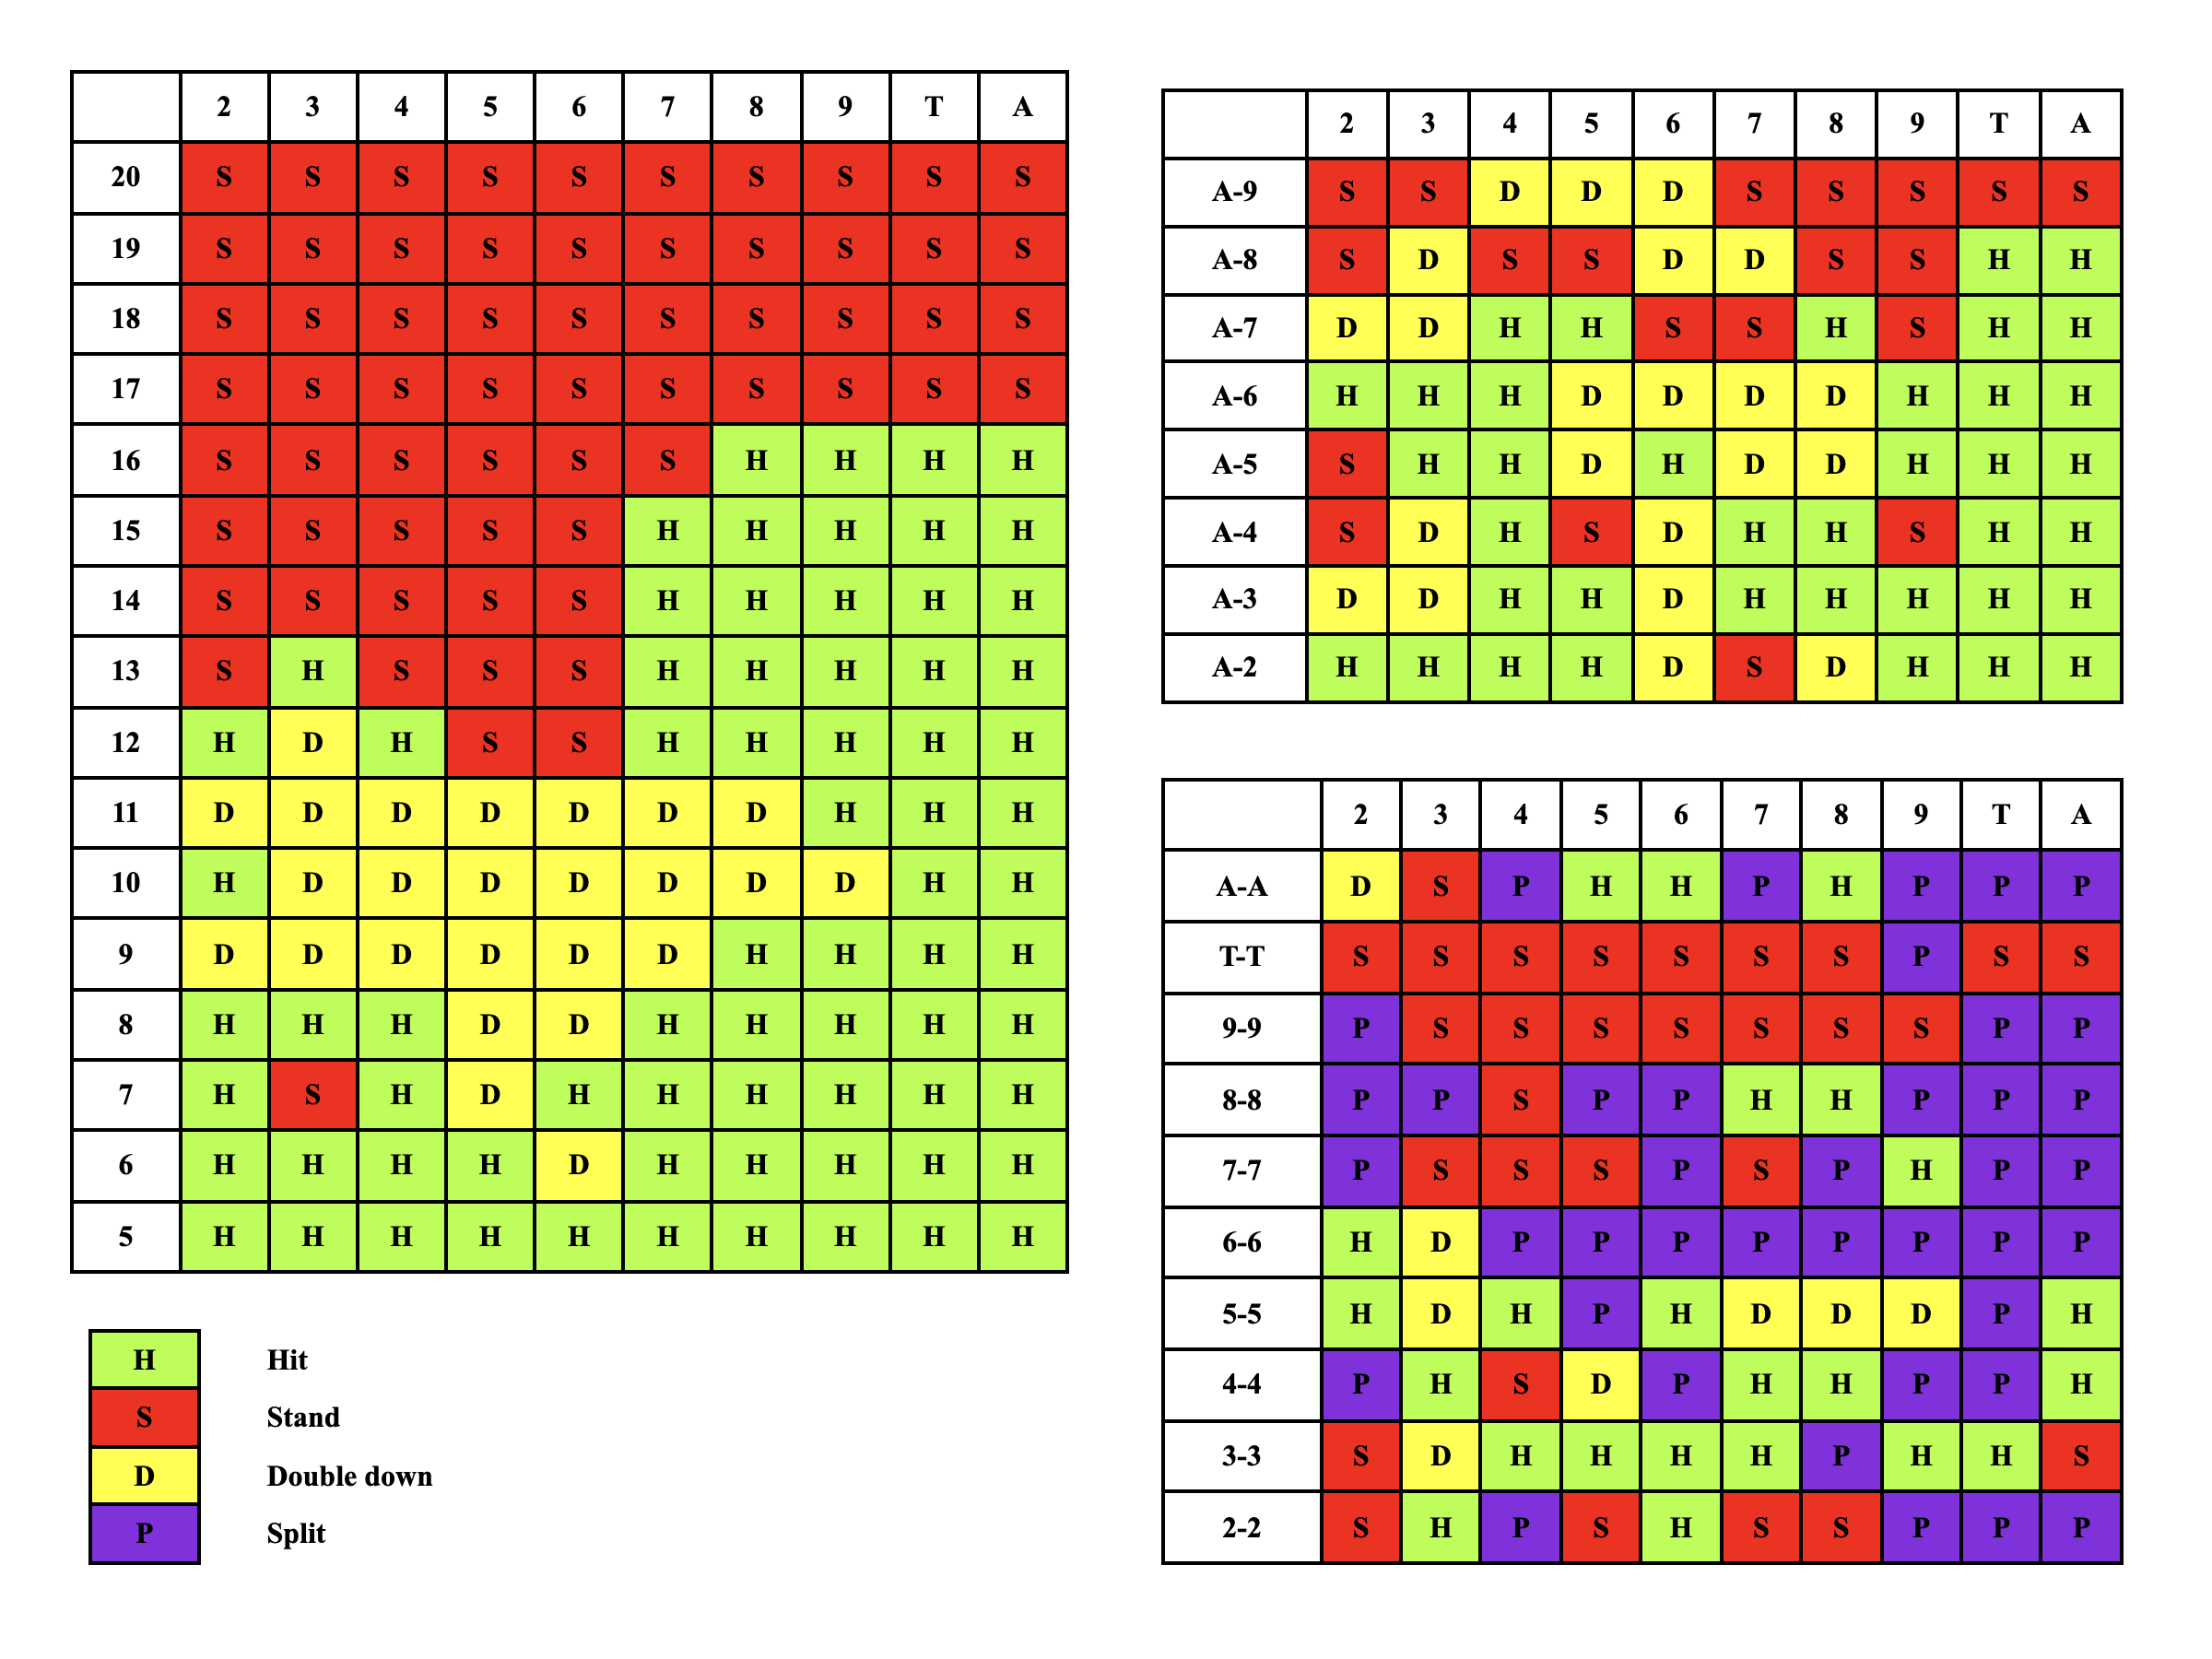 2 3 4 5 6 7 8 9 T A
20 S S S S S S S S S S
19 S S S S S S S S S S
18 S S S S S S S S S S
17 S S S S S S S S S S
16 S S S S S S H H H H
15 S S S S S H H H H H
14 S S S S S H H H H H
13 S H S S S H H H H H
12 H D H S S H H H H H
11 D D D D D D D H H H
10 H D D D D D D D H H
9 D D D D D D H H H H
8 H H H D D H H H H H
7 H S H D H H H H H H
6 H H H H D H H H H H
5 H H H H H H H H H H
H Hit
S Stand
D Double down
P Split
2 3 4 5 6 7 8 9 T A
A-9 S S D D D S S S S S
A-8 S D S S D D S S H H
A-7 D D H H S S H S H H
A-6 H H H D D D D H H H
A-5 S H H D H D D H H H
A-4 S D H S D H H S H H
A-3 D D H H D H H H H H
A-2 H H H H D S D H H H
2 3 4 5 6 7 8 9 T A
A-A D S P H H P H P P P
T-T S S S S S S S P S S
9-9 P S S S S S S S P P
8-8 P P S P P H H P P P
7-7 P S S S P S P H P P
6-6 H D P P P P P P P P
5-5 H D H P H D D D P H
4-4 P H S D P H H P P H
3-3 S D H H H H P H H S
2-2 S H P S H S S P P P